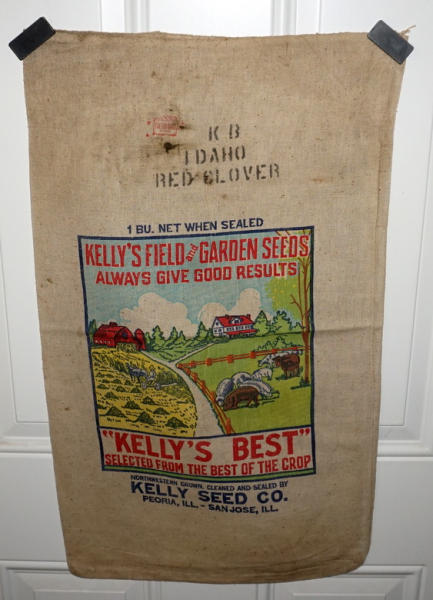 K B
IDAHO
RED CLOVER
1 BU. NET WHEN SEALED
KELLY'S FIELD and GARDEN SEEDS
ALWAYS GIVE GOOD RESULTS
"KELLY'S BEST"
SELECTED FROM THE BEST OF THE CROP
NORTHWESTERN GROWN, CLEANED AND SEALED BY
KELLY SEED CO.
PEORIA, ILL. - SAN JOSE, ILL.